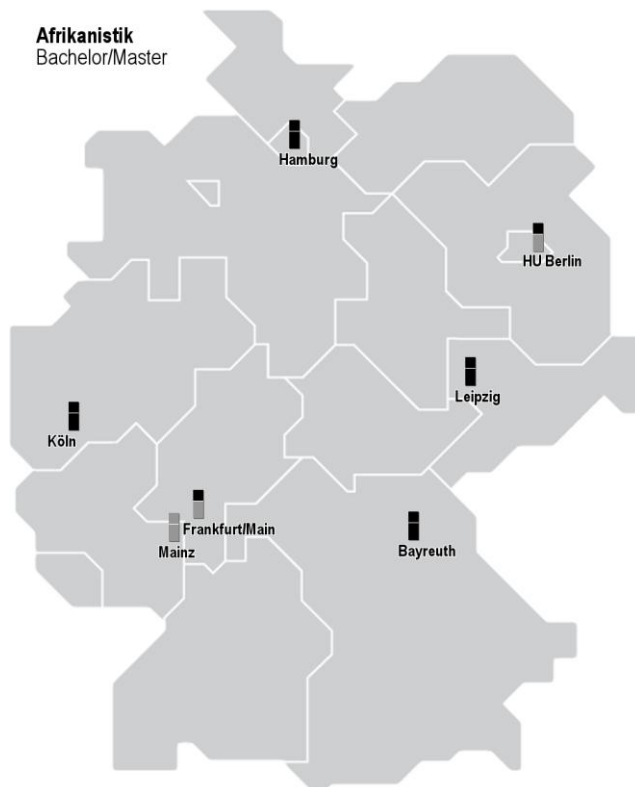 Afrikanistik
Bachelor/Master
Hamburg
HU Berlin
Leipzig
Köln
Frankfurt/Main
Mainz
Bayreuth